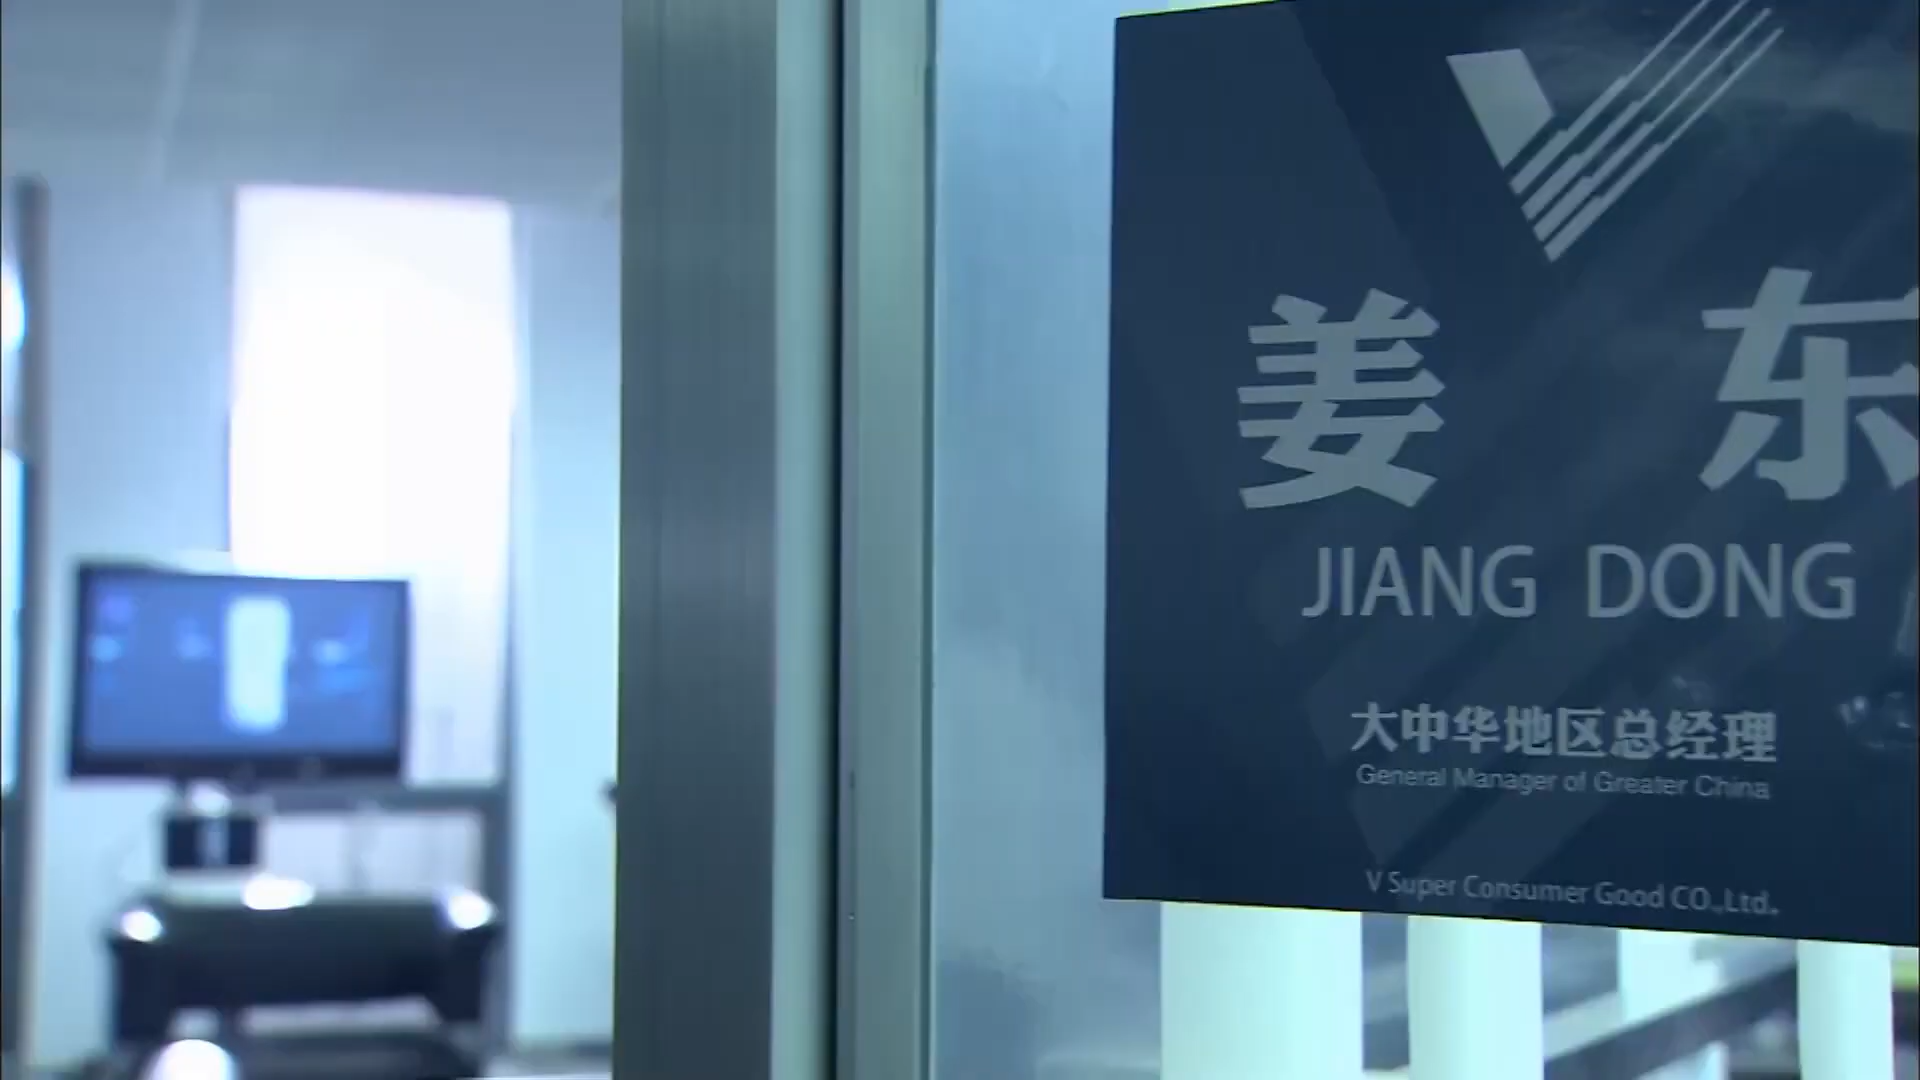 姜 东
JIANG DONG
大中华地区总经理
General Manager of Greater China
V Super Consumer Good CO.,Ltd.